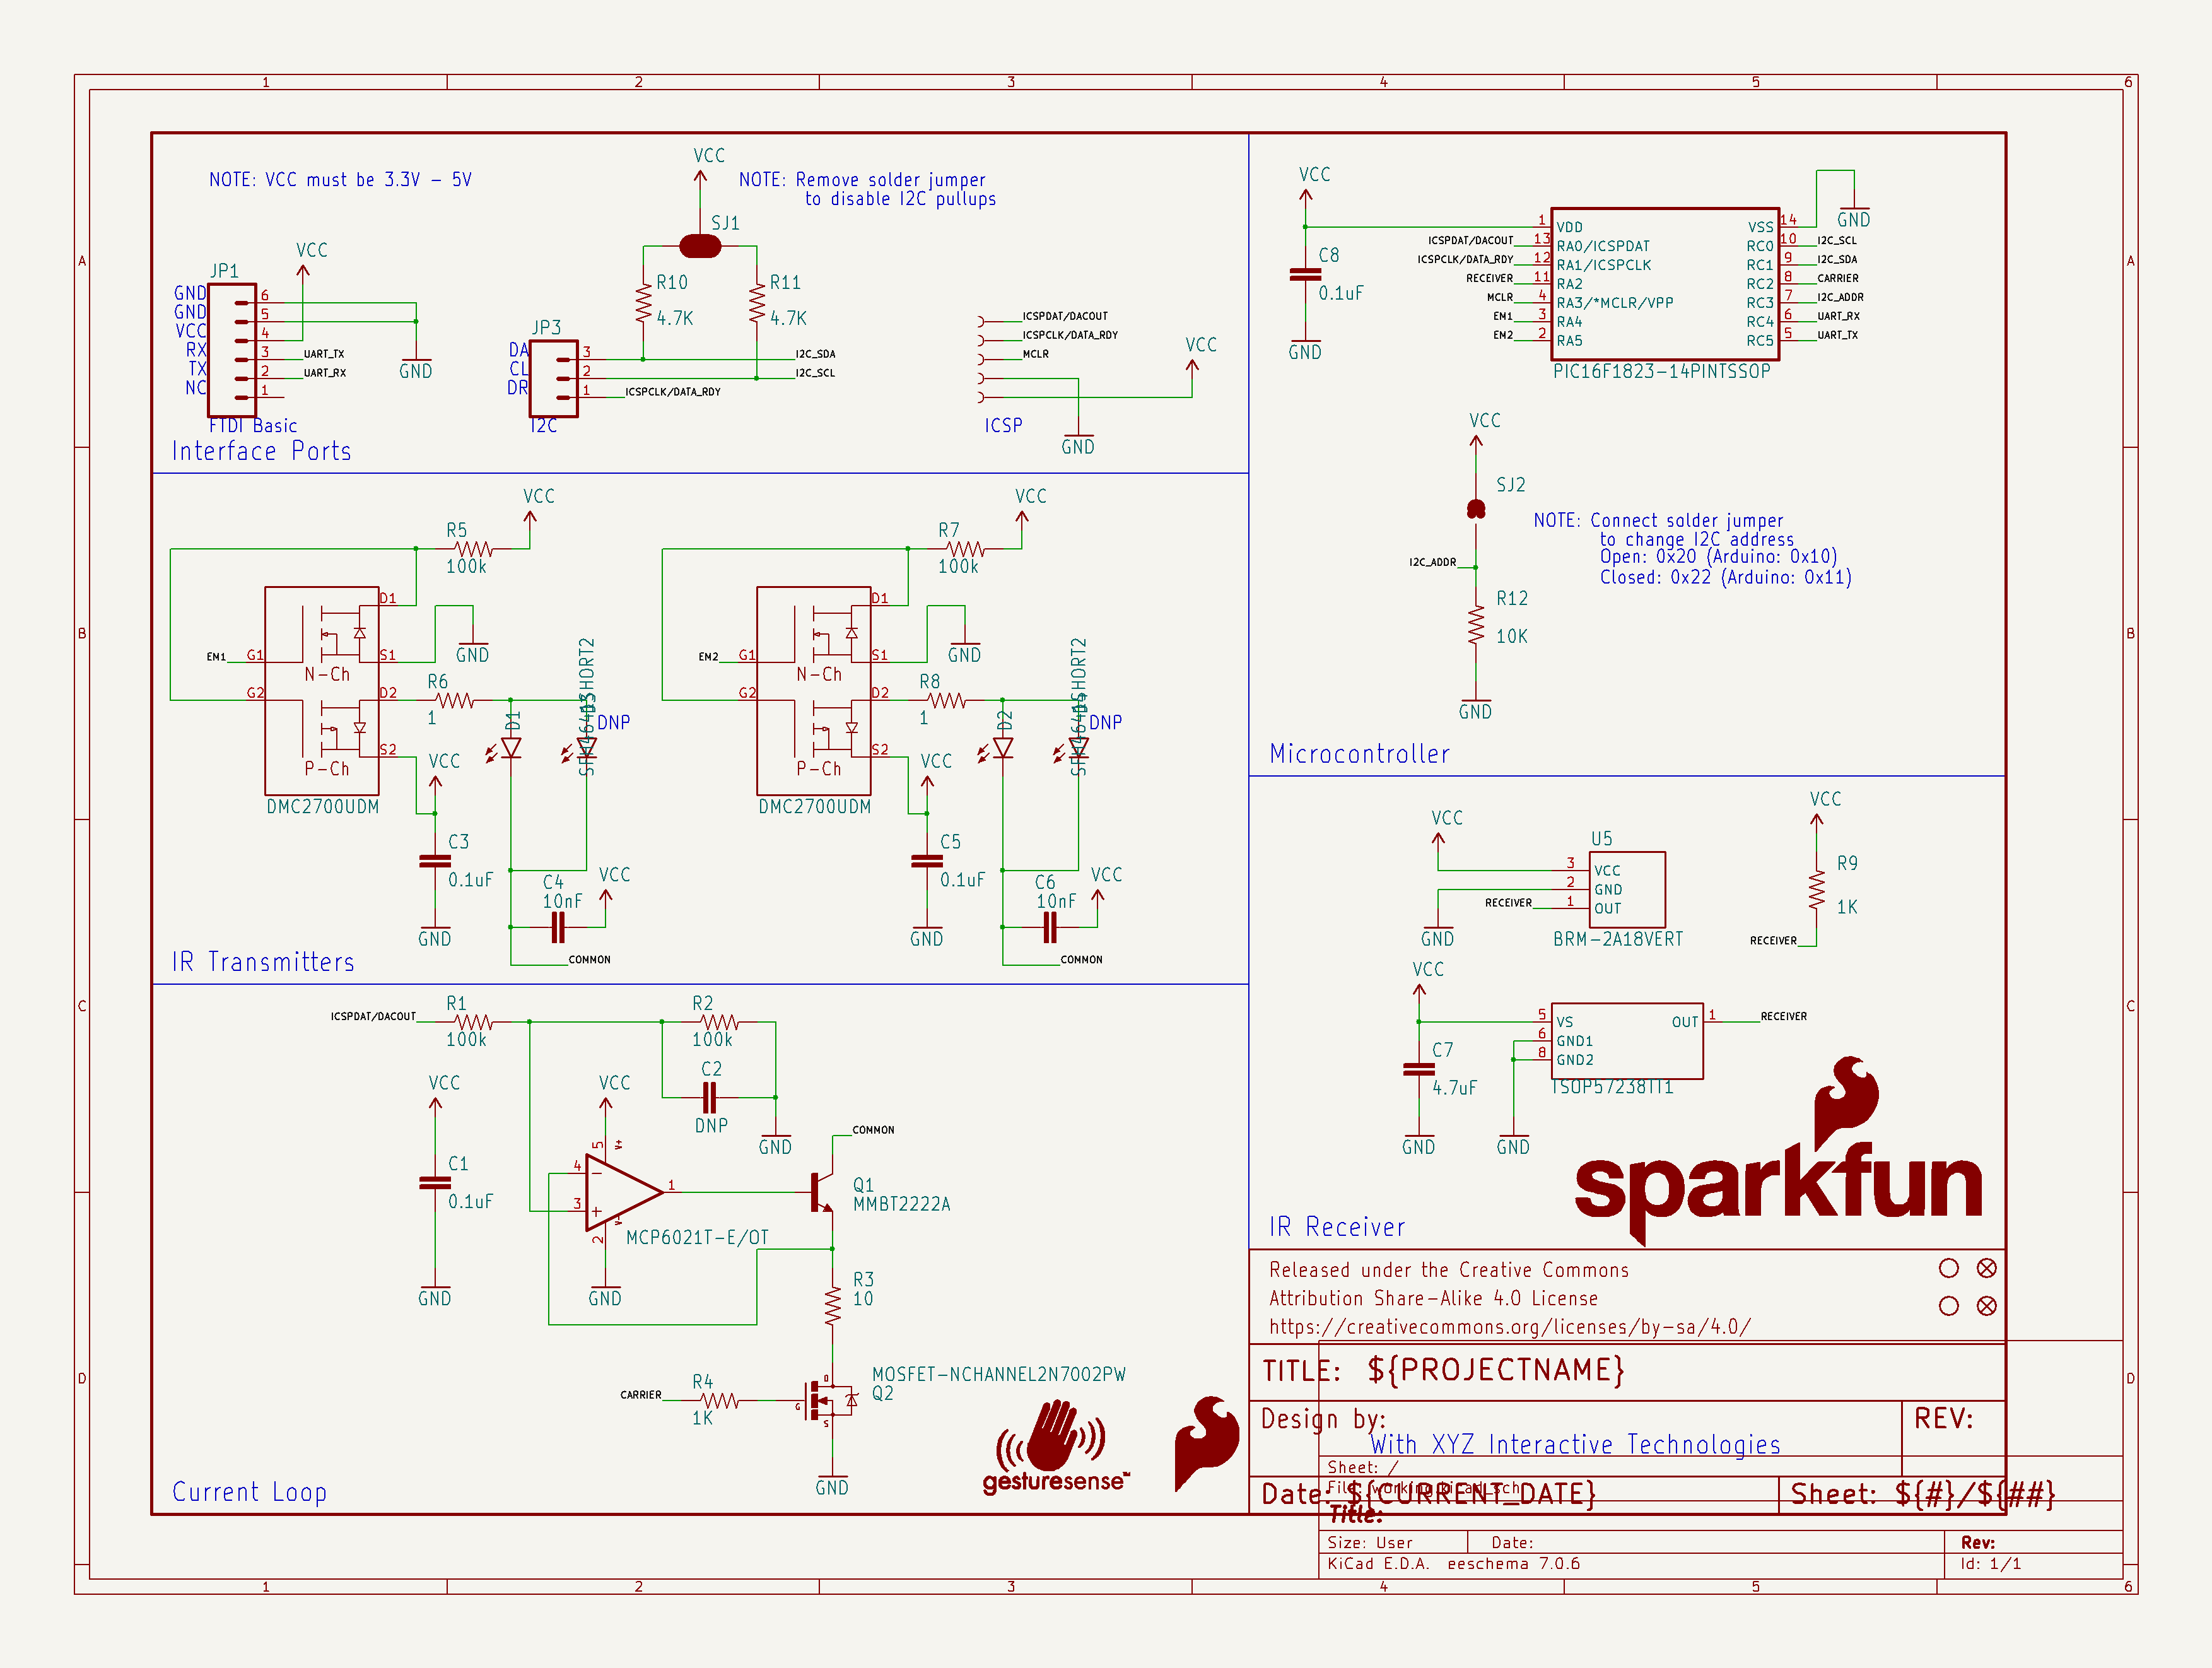 1 2 3 4 5 6
A
B
C
D
NOTE: VCC must be 3.3V - 5V
VCC
NOTE: Remove solder jumper
to disable I2C pullups
SJ1
VCC
JP1
GND 6
GND 5
VCC 4
RX 3 UART_TX
TX 2 UART_RX
NC 1
FTDI Basic
GND
R10
4.7K
R11
4.7K
JP3
DA 3 I2C_SDA
CL 2 I2C_SCL
DR 1 ICSPCLK/DATA_RDY
I2C
ICSPDAT/DACOUT
ICSPCLK/DATA_RDY
MCLR
VCC
ICSP
GND
Interface Ports
VCC
C8
0.1uF
GND
1 VDD
ICSPDAT/DACOUT 13 RA0/ICSPDAT
ICSPCLK/DATA_RDY 12 RA1/ICSPCLK
RECEIVER 11 RA2
MCLR 4 RA3/*MCLR/VPP
EM1 3 RA4
EM2 2 RA5
VSS 14
GND
RC0 10 I2C_SCL
RC1 9 I2C_SDA
RC2 8 CARRIER
RC3 7 I2C_ADDR
RC4 6 UART_RX
RC5 5 UART_TX
PIC16F1823-14PINTSSOP
VCC
SJ2
NOTE: Connect solder jumper
to change I2C address
Open: 0x20 (Arduino: 0x10)
Closed: 0x22 (Arduino: 0x11)
I2C_ADDR
R12
10K
GND
Microcontroller
VCC
R5
100k
D1
GND
EM1 G1 S1
N-Ch
G2 D2
R6
1
D1
DNP
S2
P-Ch
VCC
DMC2700UDM
C3
0.1uF
C4
10nF
VCC
GND
COMMON
VCC
R7
100k
D1
GND
EM2 G1 S1
N-Ch
G2 D2
R8
1
D2
DNP
S2
P-Ch
VCC
DMC2700UDM
C5
0.1uF
C6
10nF
VCC
GND
COMMON
IR Transmitters
VCC
U5
3 VCC
2 GND
RECEIVER 1 OUT
GND
BRM-2A18VERT
VCC
R9
1K
RECEIVER
VCC
5 VS
6 GND1
8 GND2
OUT 1 RECEIVER
TSOP57238TT1
C7
4.7uF
GND
GND
sparkfun
IR Receiver
ICSPDAT/DACOUT
R1
100k
R2
100k
C2
DNP
GND
VCC
C1
0.1uF
GND
VCC
5 V+
4 -
3 +
1
2 V-
MCP6021T-E/OT
GND
COMMON
Q1
MMBT2222A
R3
10
MOSFET-NCHANNEL2N7002PW
Q2
CARRIER
R4
1K
D
G
S
GND
gesturesense™
Current Loop
Released under the Creative Commons
Attribution Share-Alike 4.0 License
https://creativecommons.org/licenses/by-sa/4.0/
TITLE: ${PROJECTNAME}
Design by:
With XYZ Interactive Technologies
REV:
Sheet: /
File: working.kicad_sch
Date: ${CURRENT_DATE}
Sheet: ${#}/${##}
Title:
Size: User
Date:
Rev:
KiCad E.D.A. eeschema 7.0.6
Id: 1/1
A
B
C
D
1 2 3 4 5 6